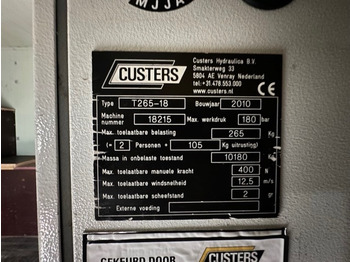 MJJA
CUSTERS
Custers Hydraulica B.V.
Smakterweg 33
5804 AE Venray Nederland
Tel.+31.478.553.000
www.custers.nl
CE
Type T265-18 Bouwjaar 2010
Machine nummer 18215 Max. werkdruk 180 bar
Max. toelaatbare belasting 265 Kg
(= 2 Personen + 105 Kg uitrusting)
Massa in onbelaste toestand 10180 Kg
Max. toelaatbare manuele kracht 400 N
Max. toelaatbare windsnelheid 12,5 m/s
Max. toelaatbare scheefstand 2 gr.
Externe voeding
GEKEURD DOOR CUSTERS